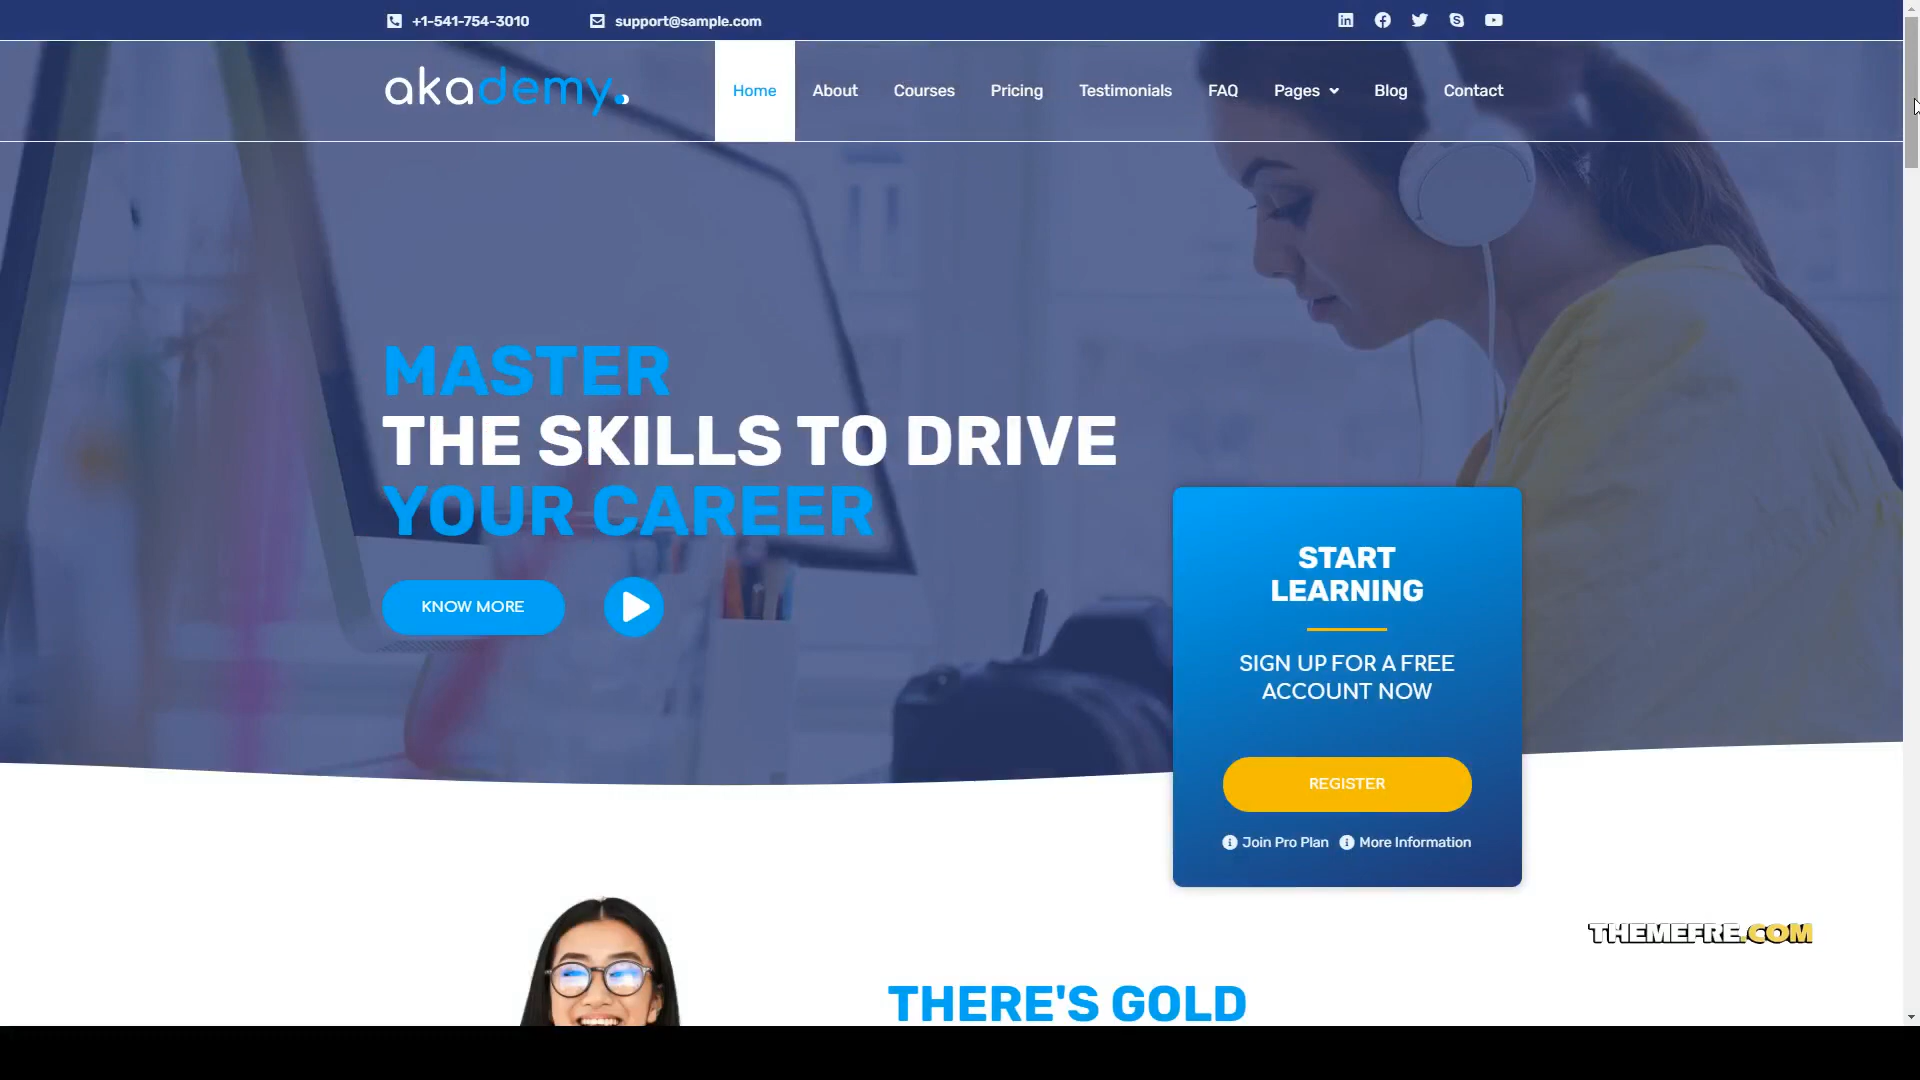 +1-541-754-3010 support@sample.com
akademy.
Home About Courses Pricing Testimonials FAQ Pages Blog Contact
MASTER
THE SKILLS TO DRIVE
YOUR CAREER
KNOW MORE
START
LEARNING
SIGN UP FOR A FREE
ACCOUNT NOW
REGISTER
Join Pro Plan More Information
THEMEFRE.COM
THERE'S GOLD